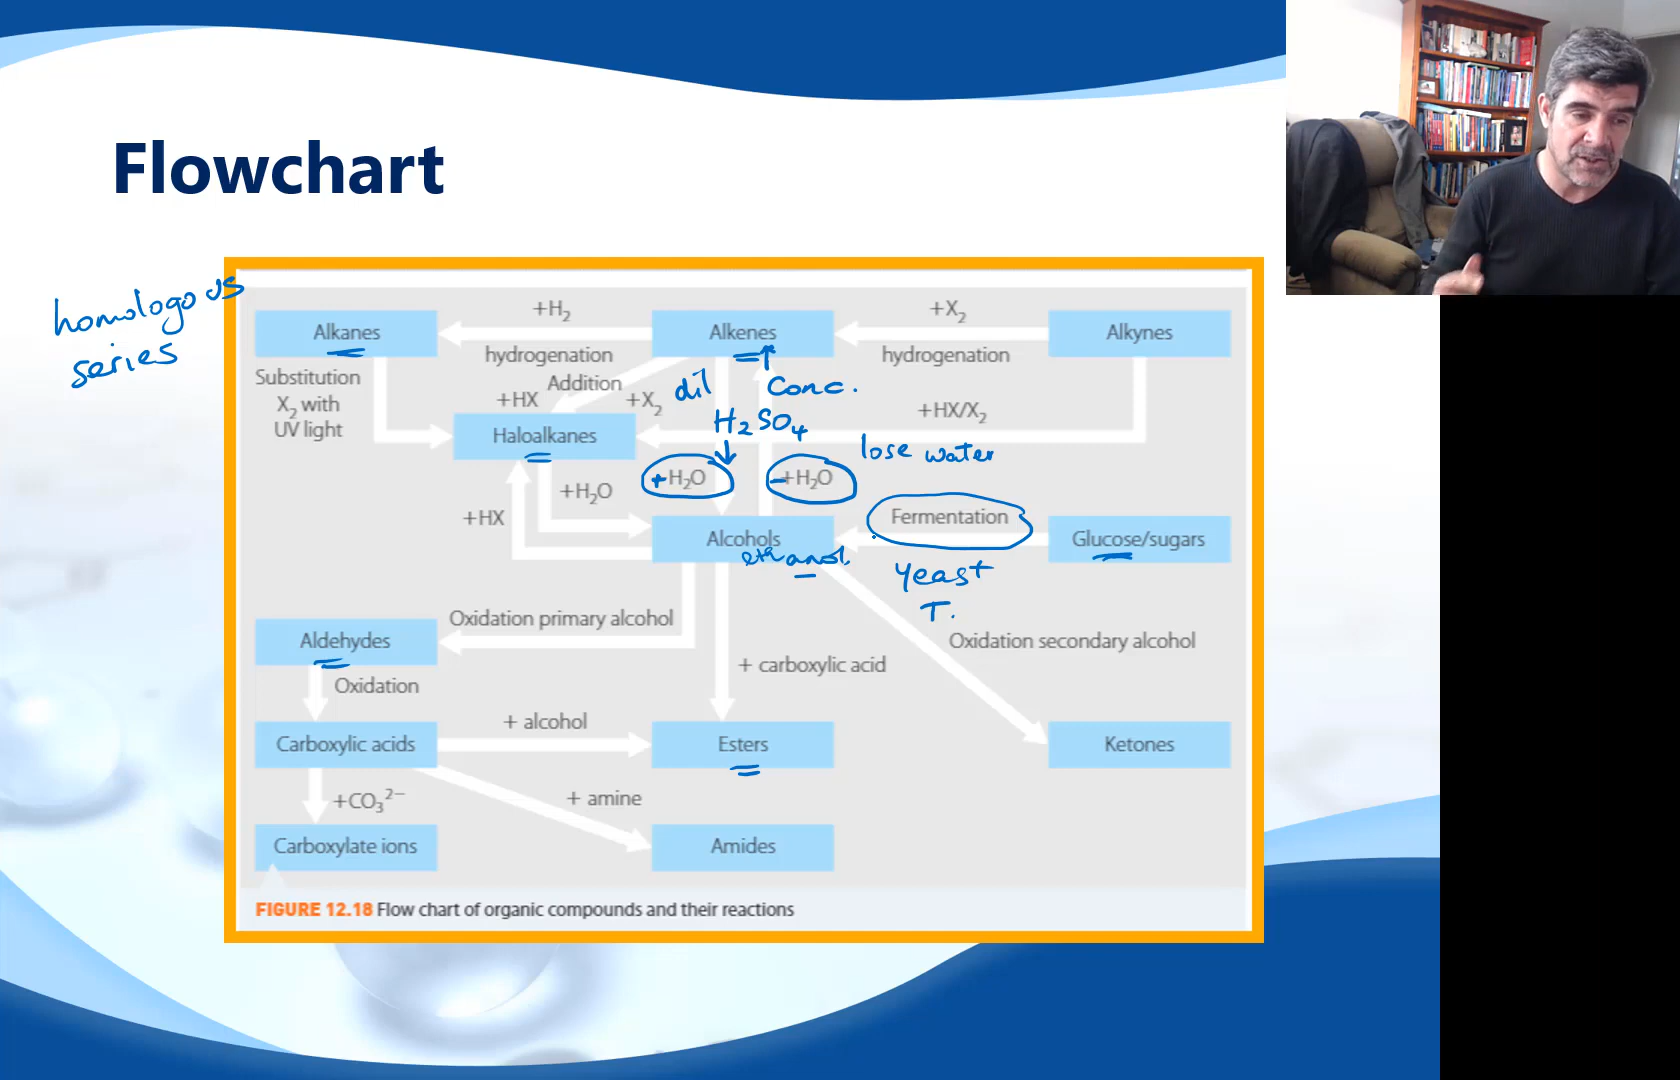 Flowchart
homologous
series
+H₂
+X₂
Alkanes
Alkenes
Alkynes
hydrogenation
hydrogenation
Substitution
X₂ with
UV light
Addition
+HX
+X₂
dil
Conc.
H₂SO₄
+HX/X₂
Haloalkanes
lose water
+H₂O
+H₂O
-+H₂O
+HX
Fermentation
Alcohols
ethanol.
Glucose/sugars
yeast
T.
Oxidation primary alcohol
Aldehydes
Oxidation secondary alcohol
+ carboxylic acid
Oxidation
+ alcohol
Carboxylic acids
Esters
Ketones
+CO₃²⁻
+ amine
Carboxylate ions
Amides
FIGURE 12.18 Flow chart of organic compounds and their reactions